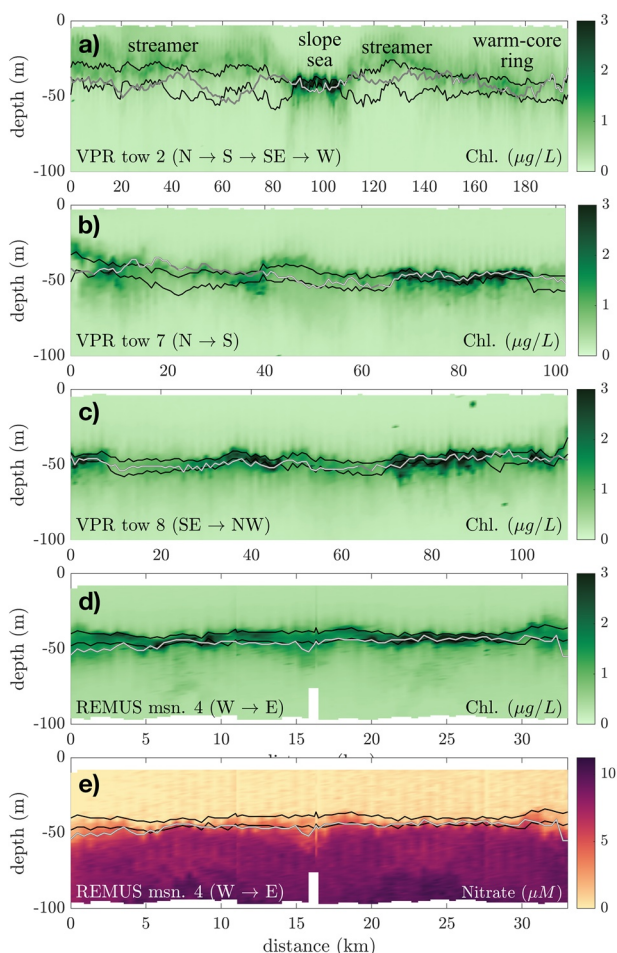 a)
streamer
slope
sea
streamer
warm-core
ring
VPR tow 2 (N → S → SE → W)
Chl. (μg/L)
depth (m)
0
-50
-100
0 20 40 60 80 100 120 140 160 180
3
2
1
0
b)
VPR tow 7 (N → S)
Chl. (μg/L)
depth (m)
0
-50
-100
0 20 40 60 80 100
3
2
1
0
c)
VPR tow 8 (SE → NW)
Chl. (μg/L)
depth (m)
0
-50
-100
0 20 40 60 80 100
3
2
1
0
d)
REMUS msn. 4 (W → E)
Chl. (μg/L)
depth (m)
0
-50
-100
0 5 10 15 20 25 30
3
2
1
0
e)
REMUS msn. 4 (W → E)
Nitrate (μM)
depth (m)
0
-50
-100
0 5 10 15 20 25 30
distance (km)
10
5
0